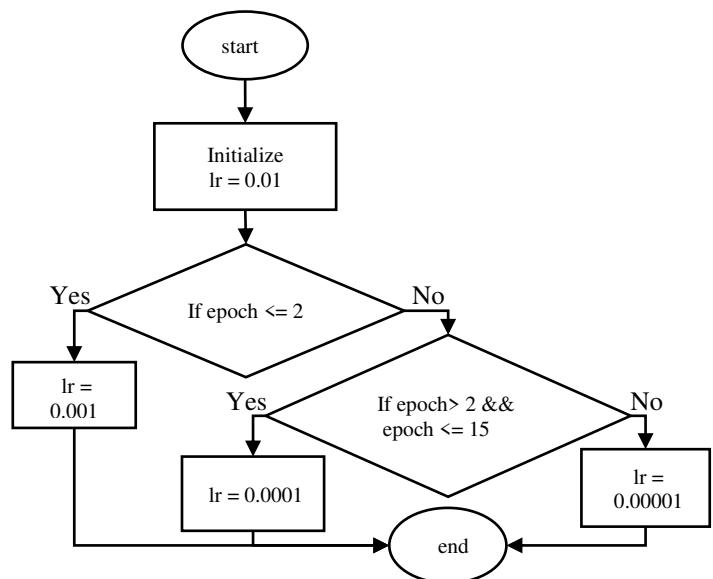 start
Initialize
lr = 0.01
Yes
No
If epoch <= 2
lr =
0.001
Yes
No
If epoch> 2 &&
epoch <= 15
lr = 0.0001
lr =
0.00001
end